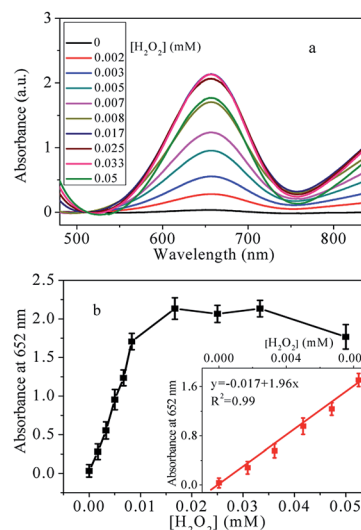 3
[H₂O₂] (mM)
a
0
0.002
0.003
0.005
0.007
0.008
0.017
0.025
0.033
0.05
2
1
0
Absorbance (a.u.)
500 600 700 800
Wavelength (nm)
b
2.5
2.0
1.5
1.0
0.5
0.0
Absorbance at 652 nm
[H₂O₂] (mM)
0.000 0.004
y=-0.017+1.96x
R²=0.99
1.6
1.2
0.8
0.4
0.0
Absorbance at 652 nm
0.00 0.01 0.02 0.03 0.04
[H₂O₂] (mM)